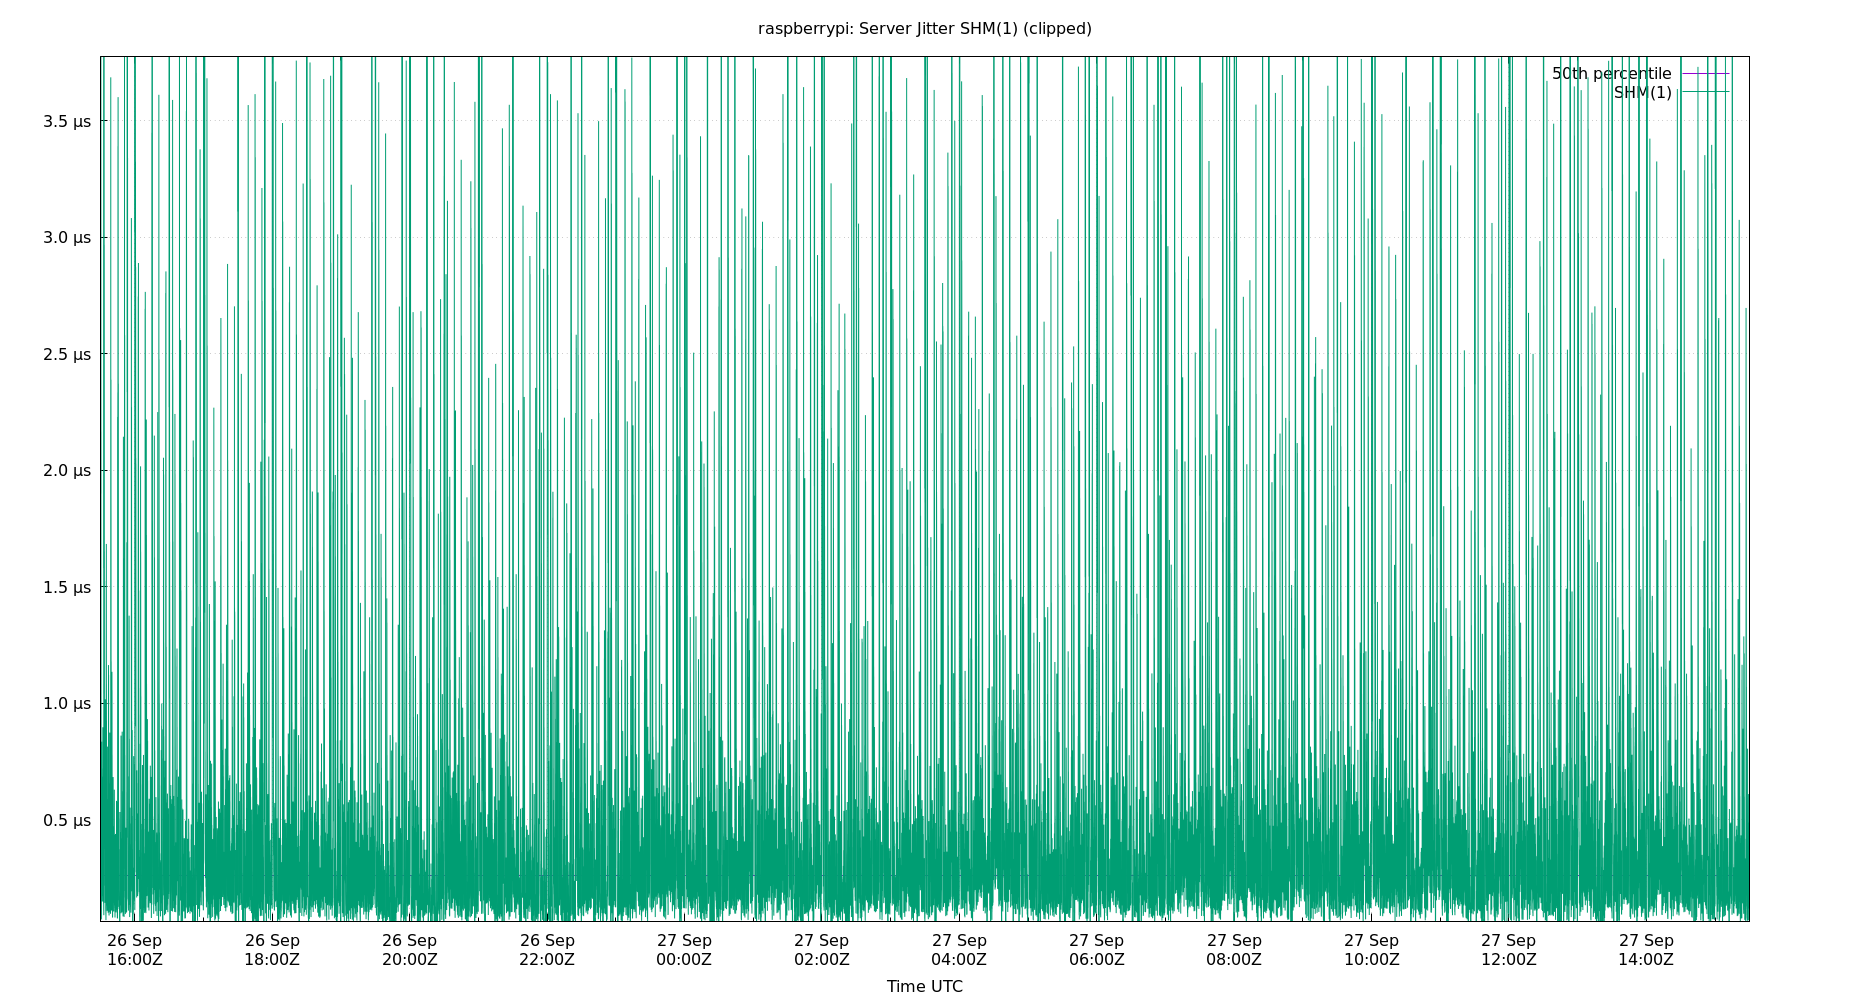 raspberrypi: Server Jitter SHM(1) (clipped)
50th percentile
SHM(1)
3.5 µs
3.0 µs
2.5 µs
2.0 µs
1.5 µs
1.0 µs
0.5 µs
26 Sep 26 Sep 26 Sep 26 Sep 27 Sep 27 Sep 27 Sep 27 Sep 27 Sep 27 Sep 27 Sep 27 Sep
16:00Z 18:00Z 20:00Z 22:00Z 00:00Z 02:00Z 04:00Z 06:00Z 08:00Z 10:00Z 12:00Z 14:00Z
Time UTC